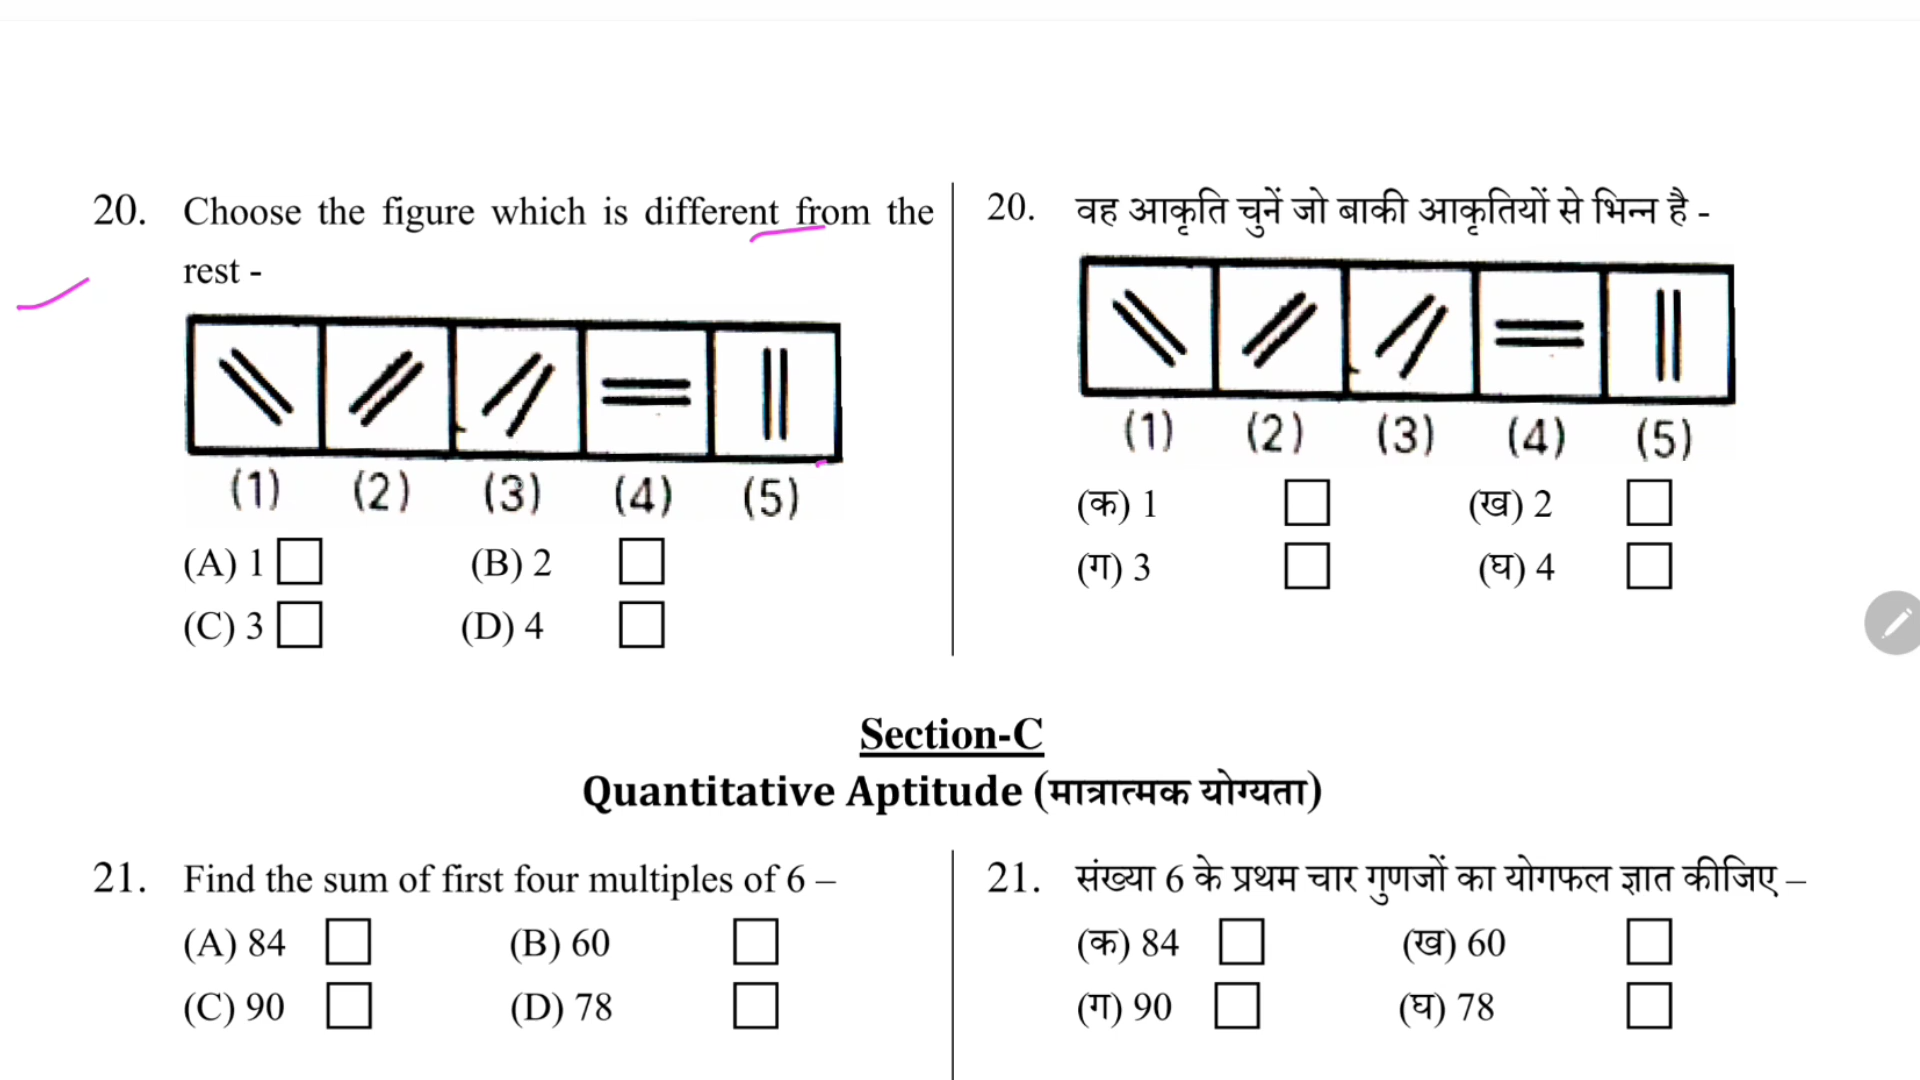 20. Choose the figure which is different from the
rest -
(1) (2) (3) (4) (5)
(A) 1 (B) 2
(C) 3 (D) 4
20. वह आकृति चुनें जो बाकी आकृतियों से भिन्न है -
(1) (2) (3) (4) (5)
(क) 1 (ख) 2
(ग) 3 (घ) 4
Section-C
Quantitative Aptitude (मात्रात्मक योग्यता)
21. Find the sum of first four multiples of 6 –
(A) 84 (B) 60
(C) 90 (D) 78
21. संख्या 6 के प्रथम चार गुणजों का योगफल ज्ञात कीजिए –
(क) 84 (ख) 60
(ग) 90 (घ) 78